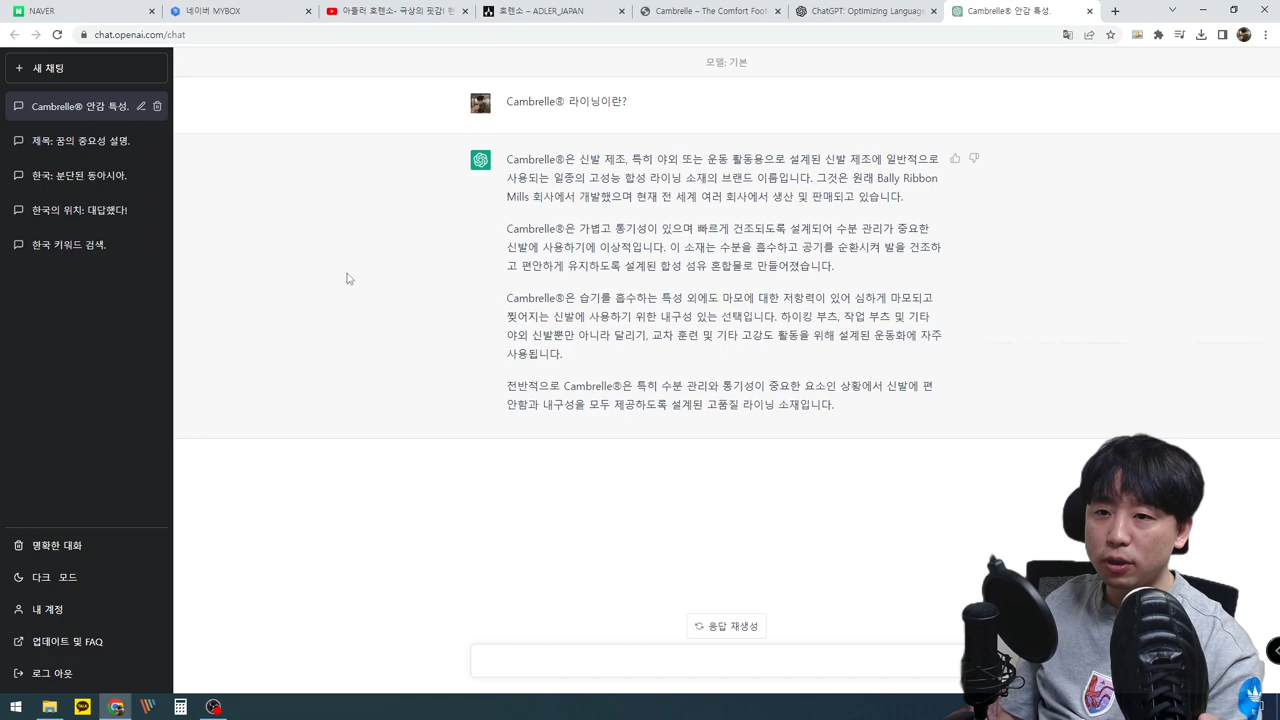 NAVER
네이버 MYBOX
아들러 호렌소- 극상의 핏감! 한
호렌소 – ADLER_JAPAN
Cambrelle – The Comfort Foot
ChatGPT: Optimizing Language
Cambrelle® 안감 특성.
chat.openai.com/chat
새 채팅
모델: 기본
Cambrelle® 안감 특성.
제목: 꿈의 중요성 설명.
한국: 분단된 동아시아.
한국의 위치: 대답했다!
한국 키워드 검색.
Cambrelle® 라이닝이란?
Cambrelle®은 신발 제조, 특히 야외 또는 운동 활동용으로 설계된 신발 제조에 일반적으로
사용되는 일종의 고성능 합성 라이닝 소재의 브랜드 이름입니다. 그것은 원래 Bally Ribbon
Mills 회사에서 개발했으며 현재 전 세계 여러 회사에서 생산 및 판매되고 있습니다.
Cambrelle®은 가볍고 통기성이 있으며 빠르게 건조되도록 설계되어 수분 관리가 중요한
신발에 사용하기에 이상적입니다. 이 소재는 수분을 흡수하고 공기를 순환시켜 발을 건조하
고 편안하게 유지하도록 설계된 합성 섬유 혼합물로 만들어졌습니다.
Cambrelle®은 습기를 흡수하는 특성 외에도 마모에 대한 저항력이 있어 심하게 마모되고
찢어지는 신발에 사용하기 위한 내구성 있는 선택입니다. 하이킹 부츠, 작업 부츠 및 기타
야외 신발뿐만 아니라 달리기, 교차 훈련 및 기타 고강도 활동을 위해 설계된 운동화에 자주
사용됩니다.
전반적으로 Cambrelle®은 특히 수분 관리와 통기성이 중요한 요소인 상황에서 신발에 편
안함과 내구성을 모두 제공하도록 설계된 고품질 라이닝 소재입니다.
명확한 대화
다크 모드
내 계정
업데이트 및 FAQ
로그 아웃
응답 재생성
TALK